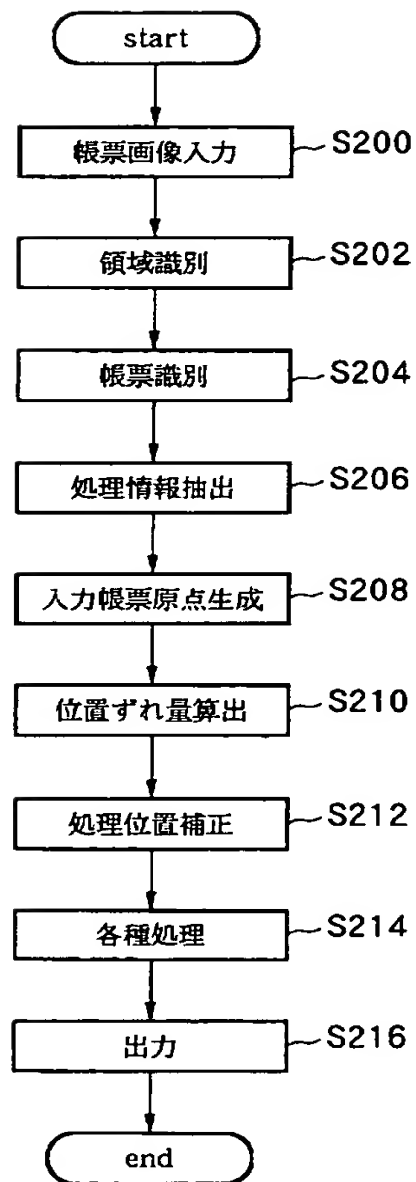 start
帳票画像入力 S200
領域識別 S202
帳票識別 S204
処理情報抽出 S206
入力帳票原点生成 S208
位置ずれ量算出 S210
処理位置補正 S212
各種処理 S214
出力 S216
end